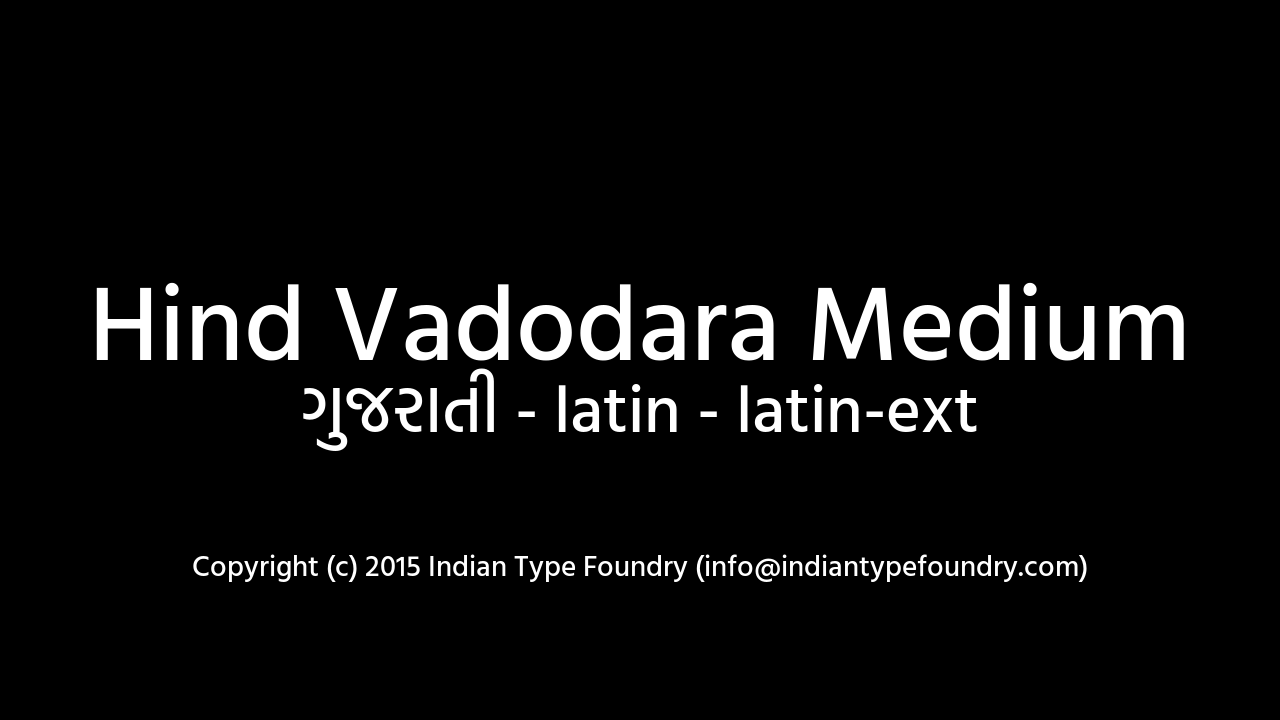 Hind Vadodara Medium
ગુજરાતી - latin - latin-ext
Copyright (c) 2015 Indian Type Foundry (info@indiantypefoundry.com)